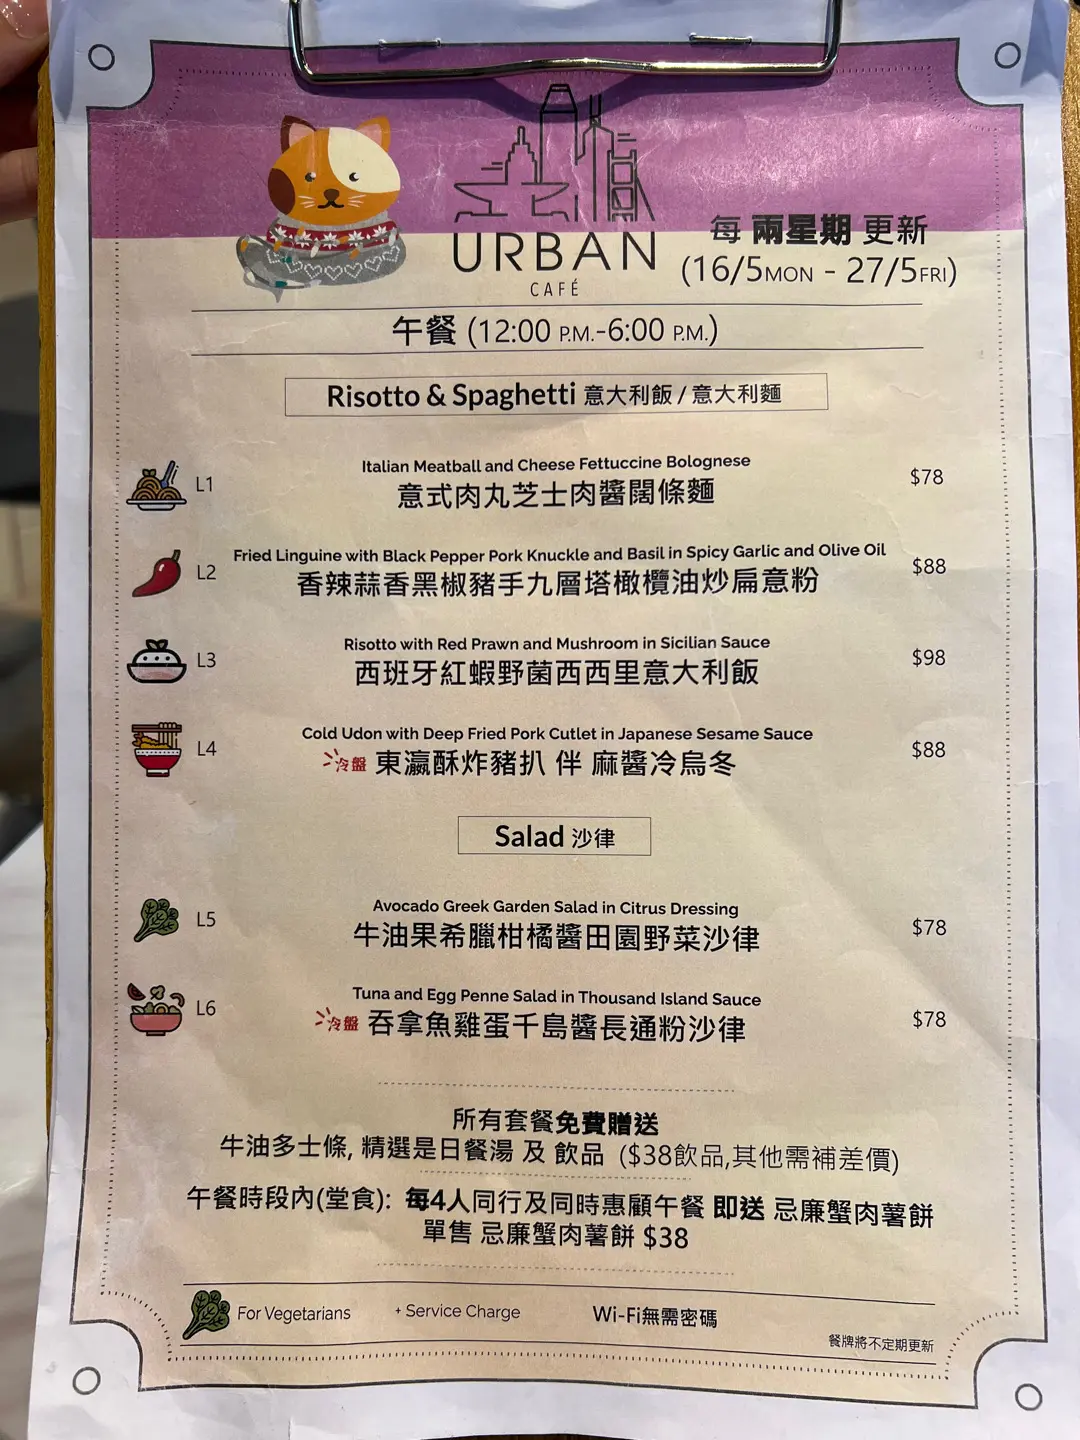 URBAN
CAFÉ
每 兩星期 更新
(16/5MON - 27/5FRI)
午餐 (12:00 P.M.-6:00 P.M.)
Risotto & Spaghetti 意大利飯 / 意大利麵
Italian Meatball and Cheese Fettuccine Bolognese
L1 意式肉丸芝士肉醬闊條麵 $78
Fried Linguine with Black Pepper Pork Knuckle and Basil in Spicy Garlic and Olive Oil
L2 香辣蒜香黑椒豬手九層塔橄欖油炒扁意粉 $88
Risotto with Red Prawn and Mushroom in Sicilian Sauce
L3 西班牙紅蝦野菌西西里意大利飯 $98
Cold Udon with Deep Fried Pork Cutlet in Japanese Sesame Sauce
L4 冷盤 東瀛酥炸豬扒 伴 麻醬冷烏冬 $88
Salad 沙律
Avocado Greek Garden Salad in Citrus Dressing
L5 牛油果希臘柑橘醬田園野菜沙律 $78
Tuna and Egg Penne Salad in Thousand Island Sauce
L6 冷盤 吞拿魚雞蛋千島醬長通粉沙律 $78
所有套餐免費贈送
牛油多士條, 精選是日餐湯 及 飲品 ($38飲品,其他需補差價)
午餐時段內(堂食): 每4人同行及同時惠顧午餐 即送 忌廉蟹肉薯餅
單售 忌廉蟹肉薯餅 $38
For Vegetarians + Service Charge Wi-Fi無需密碼
餐牌將不定期更新